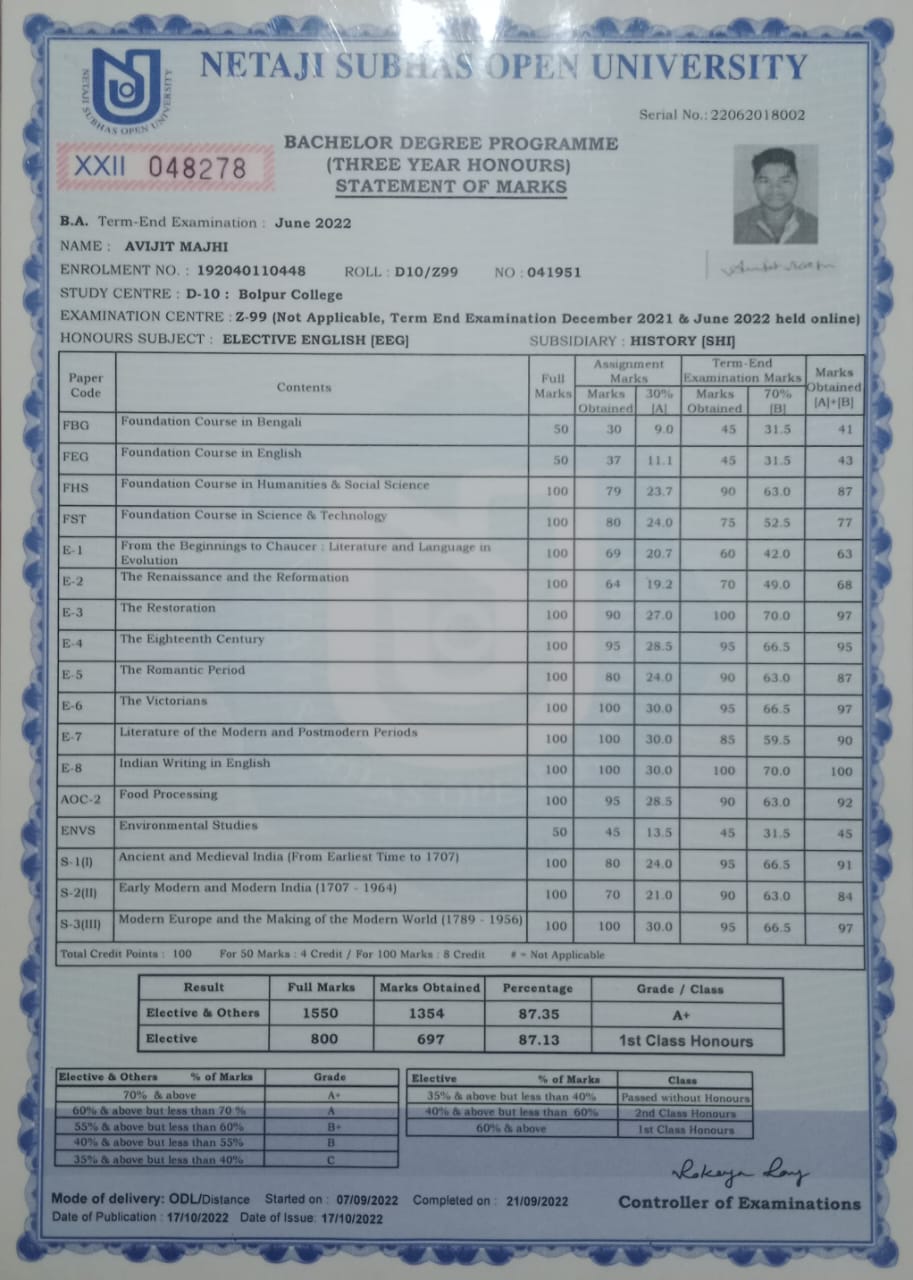 NETAJI SUBHAS OPEN UNIVERSITY
NETAJI SUBHAS OPEN UNIVERSITY
Serial No.: 22062018002
XXII 048278
BACHELOR DEGREE PROGRAMME
(THREE YEAR HONOURS)
STATEMENT OF MARKS
B.A. Term-End Examination : June 2022
NAME : AVIJIT MAJHI
ENROLMENT NO. : 192040110448 ROLL : D10/Z99 NO : 041951
STUDY CENTRE : D-10 : Bolpur College
EXAMINATION CENTRE : Z-99 (Not Applicable, Term End Examination December 2021 & June 2022 held online)
HONOURS SUBJECT : ELECTIVE ENGLISH [EEG] SUBSIDIARY : HISTORY [SHI]
Paper Code Contents Full Marks Assignment Marks Term-End Examination Marks Marks Obtained [A]+[B]
Marks Obtained 30% [A] Marks Obtained 70% [B]
FBG Foundation Course in Bengali 50 30 9.0 45 31.5 41
FEG Foundation Course in English 50 37 11.1 45 31.5 43
FHS Foundation Course in Humanities & Social Science 100 79 23.7 90 63.0 87
FST Foundation Course in Science & Technology 100 80 24.0 75 52.5 77
E-1 From the Beginnings to Chaucer : Literature and Language in Evolution 100 69 20.7 60 42.0 63
E-2 The Renaissance and the Reformation 100 64 19.2 70 49.0 68
E-3 The Restoration 100 90 27.0 100 70.0 97
E-4 The Eighteenth Century 100 95 28.5 95 66.5 95
E-5 The Romantic Period 100 80 24.0 90 63.0 87
E-6 The Victorians 100 100 30.0 95 66.5 97
E-7 Literature of the Modern and Postmodern Periods 100 100 30.0 85 59.5 90
E-8 Indian Writing in English 100 100 30.0 100 70.0 100
AOC-2 Food Processing 100 95 28.5 90 63.0 92
ENVS Environmental Studies 50 45 13.5 45 31.5 45
S-1(I) Ancient and Medieval India (From Earliest Time to 1707) 100 80 24.0 95 66.5 91
S-2(II) Early Modern and Modern India (1707 - 1964) 100 70 21.0 90 63.0 84
S-3(III) Modern Europe and the Making of the Modern World (1789 - 1956) 100 100 30.0 95 66.5 97
Total Credit Points : 100 For 50 Marks : 4 Credit / For 100 Marks : 8 Credit # = Not Applicable
Result Full Marks Marks Obtained Percentage Grade / Class
Elective & Others 1550 1354 87.35 A+
Elective 800 697 87.13 1st Class Honours
Elective & Others % of Marks Grade
70% & above A+
60% & above but less than 70 % A
55% & above but less than 60% B+
40% & above but less than 55% B
35% & above but less than 40% C
Elective % of Marks Class
35% & above but less than 40% Passed without Honours
40% & above but less than 60% 2nd Class Honours
60% & above 1st Class Honours
Controller of Examinations
Mode of delivery: ODL/Distance Started on : 07/09/2022 Completed on : 21/09/2022
Date of Publication : 17/10/2022 Date of Issue: 17/10/2022